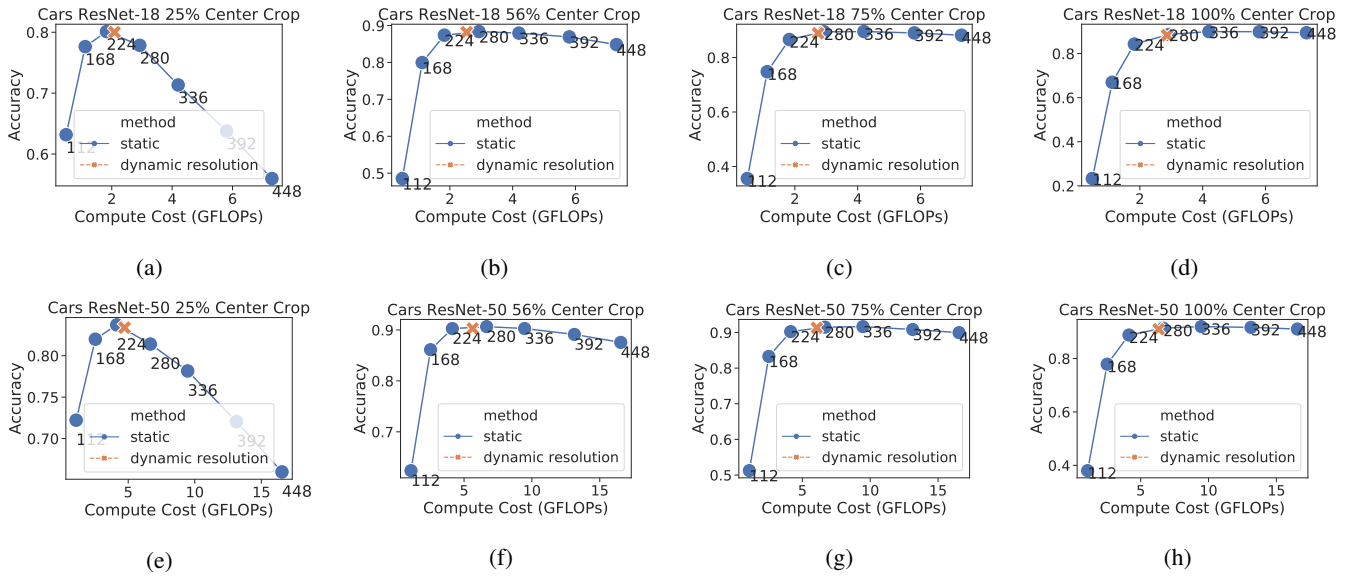 Cars ResNet-18 25% Center Crop
0.8
0.7
0.6
Accuracy
112
168
224
280
336
392
448
method
static
dynamic resolution
2
4
6
Compute Cost (GFLOPs)
(a)
Cars ResNet-18 56% Center Crop
0.9
0.8
0.7
0.6
0.5
Accuracy
112
168
224
280
336
392
448
method
static
dynamic resolution
2
4
6
Compute Cost (GFLOPs)
(b)
Cars ResNet-18 75% Center Crop
0.8
0.6
0.4
Accuracy
112
168
224
280
336
392
448
method
static
dynamic resolution
2
4
6
Compute Cost (GFLOPs)
(c)
Cars ResNet-18 100% Center Crop
0.8
0.6
0.4
0.2
Accuracy
112
168
224
280
336
392
448
method
static
dynamic resolution
2
4
6
Compute Cost (GFLOPs)
(d)
Cars ResNet-50 25% Center Crop
0.80
0.75
0.70
Accuracy
112
168
224
280
336
392
448
method
static
dynamic resolution
5
10
15
Compute Cost (GFLOPs)
(e)
Cars ResNet-50 56% Center Crop
0.9
0.8
0.7
Accuracy
112
168
224
280
336
392
448
method
static
dynamic resolution
5
10
15
Compute Cost (GFLOPs)
(f)
Cars ResNet-50 75% Center Crop
0.9
0.8
0.7
0.6
0.5
Accuracy
112
168
224
280
336
392
448
method
static
dynamic resolution
5
10
15
Compute Cost (GFLOPs)
(g)
Cars ResNet-50 100% Center Crop
0.8
0.6
0.4
Accuracy
112
168
224
280
336
392
448
method
static
dynamic resolution
5
10
15
Compute Cost (GFLOPs)
(h)